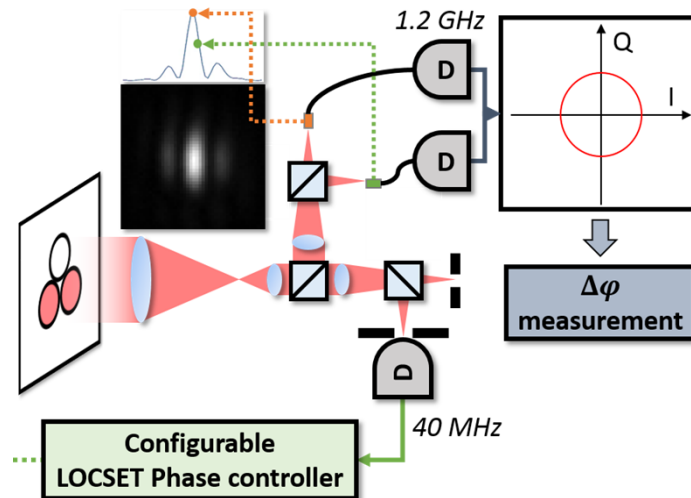 1.2 GHz
D
Q
I
D
Δφ
measurement
D
40 MHz
Configurable
LOCSET Phase controller